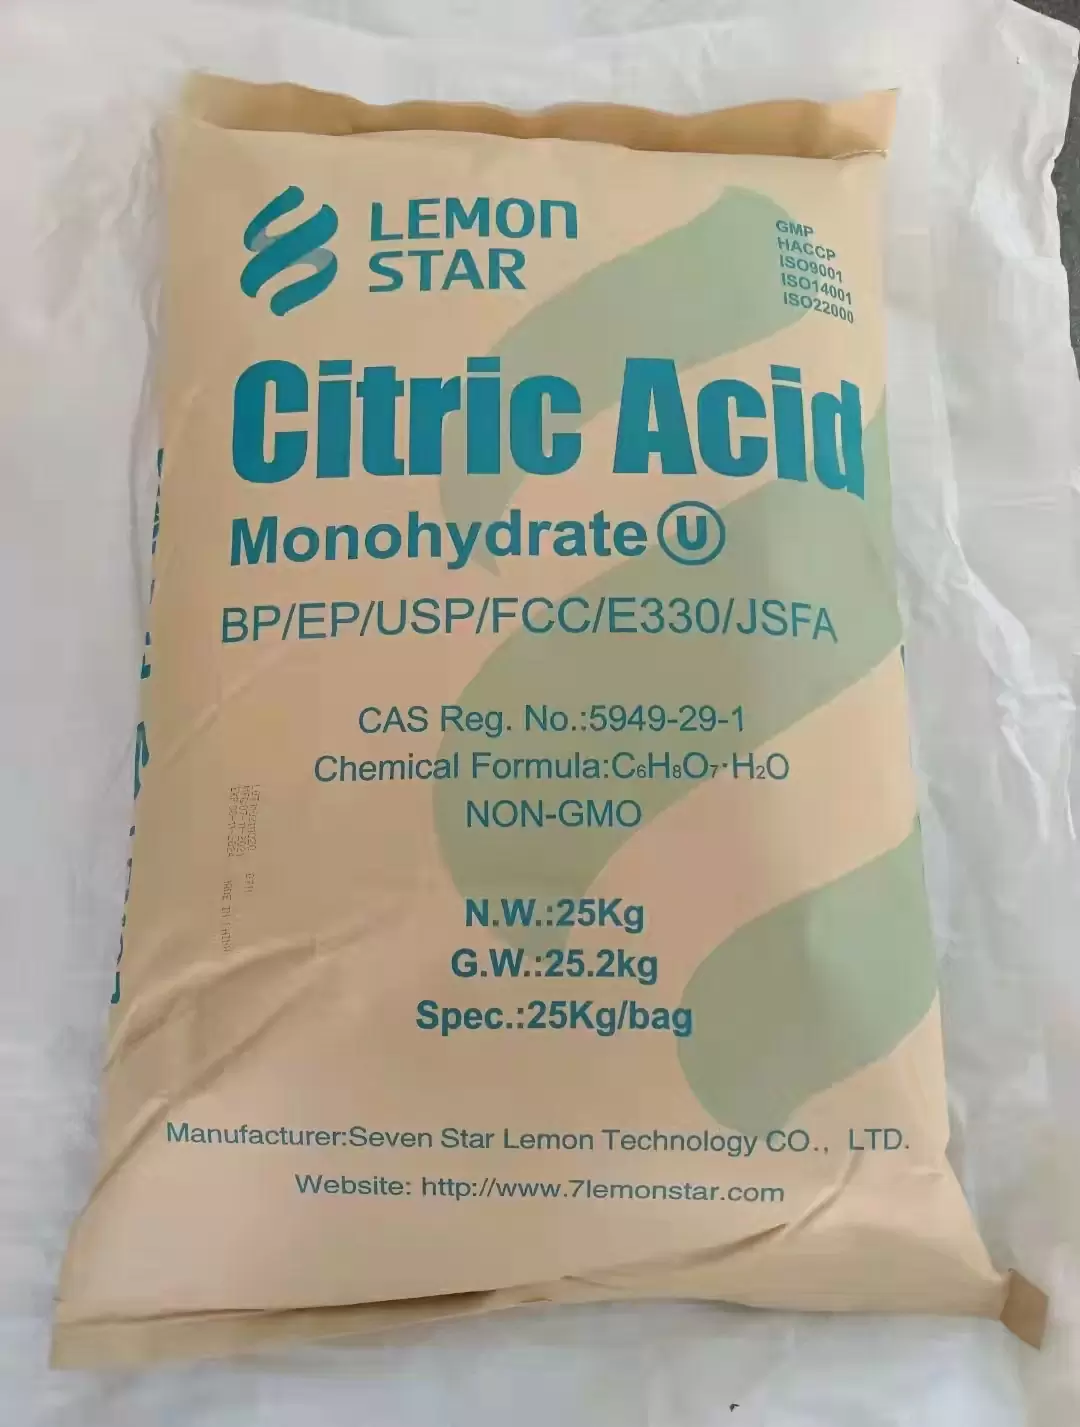 LEMON
STAR
GMP
HACCP
ISO9001
ISO14001
ISO22000
Citric Acid
Monohydrate Ⓤ
BP/EP/USP/FCC/E330/JSFA
CAS Reg. No.:5949-29-1
Chemical Formula:C₆H₈O₇·H₂O
NON-GMO
N.W.:25Kg
G.W.:25.2kg
Spec.:25Kg/bag
Manufacturer:Seven Star Lemon Technology CO., LTD.
Website: http://www.7lemonstar.com